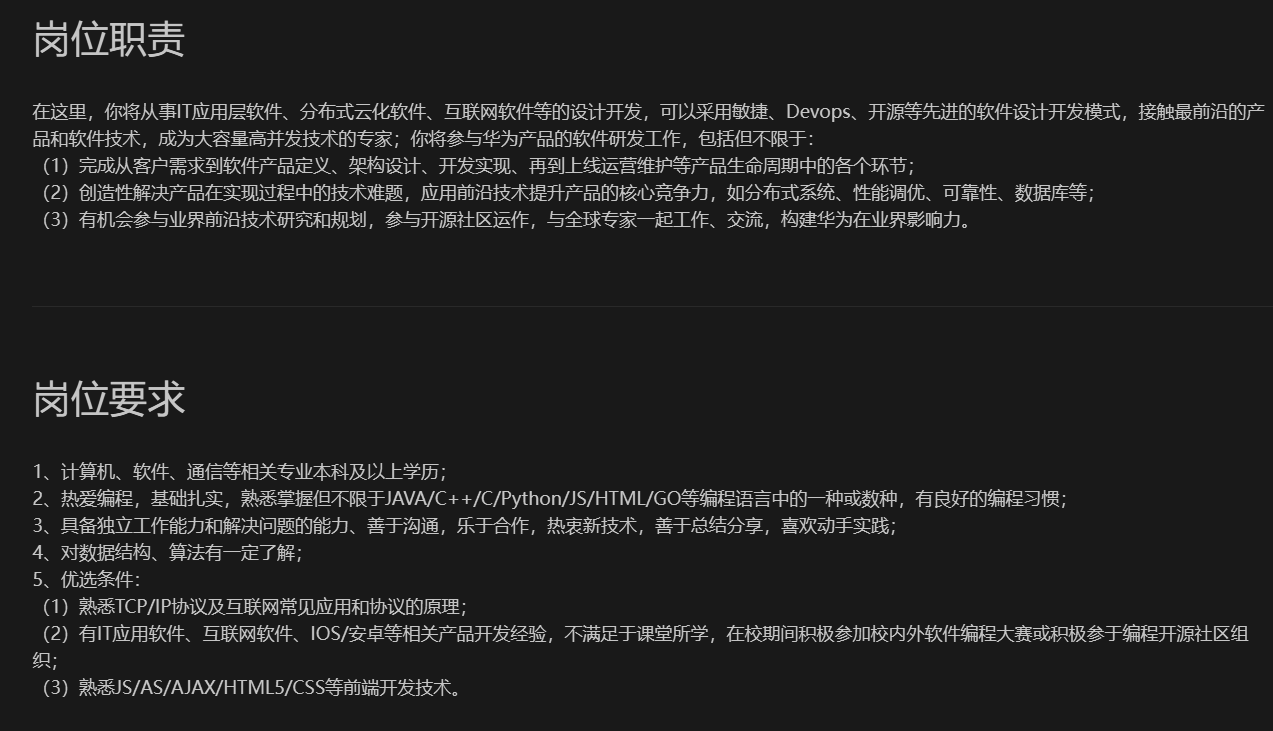 岗位职责
在这里，你将从事IT应用层软件、分布式云化软件、互联网软件等的设计开发，可以采用敏捷、Devops、开源等先进的软件设计开发模式，接触最前沿的产
品和软件技术，成为大容量高并发技术的专家；你将参与华为产品的软件研发工作，包括但不限于：
（1）完成从客户需求到软件产品定义、架构设计、开发实现、再到上线运营维护等产品生命周期中的各个环节；
（2）创造性解决产品在实现过程中的技术难题，应用前沿技术提升产品的核心竞争力，如分布式系统、性能调优、可靠性、数据库等；
（3）有机会参与业界前沿技术研究和规划，参与开源社区运作，与全球专家一起工作、交流，构建华为在业界影响力。
岗位要求
1、计算机、软件、通信等相关专业本科及以上学历；
2、热爱编程，基础扎实，熟悉掌握但不限于JAVA/C++/C/Python/JS/HTML/GO等编程语言中的一种或数种，有良好的编程习惯；
3、具备独立工作能力和解决问题的能力、善于沟通，乐于合作，热衷新技术，善于总结分享，喜欢动手实践；
4、对数据结构、算法有一定了解；
5、优选条件：
（1）熟悉TCP/IP协议及互联网常见应用和协议的原理；
（2）有IT应用软件、互联网软件、IOS/安卓等相关产品开发经验，不满足于课堂所学，在校期间积极参加校内外软件编程大赛或积极参于编程开源社区组
织；
（3）熟悉JS/AS/AJAX/HTML5/CSS等前端开发技术。